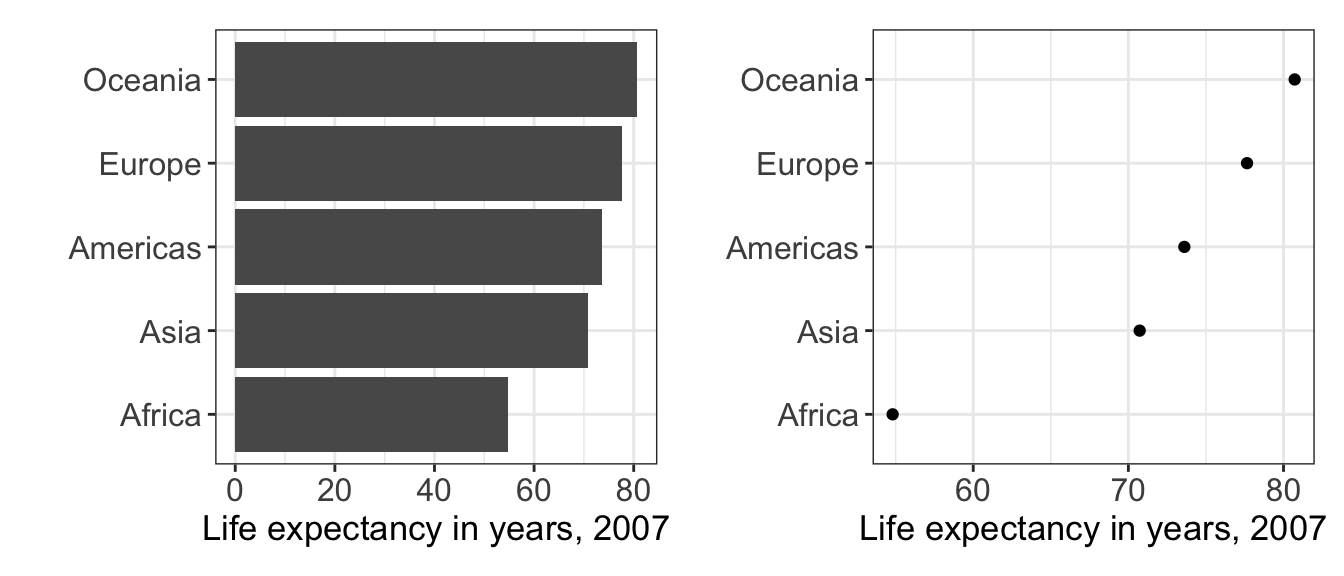 Oceania
Europe
Americas
Asia
Africa
0 20 40 60 80
Life expectancy in years, 2007
Oceania
Europe
Americas
Asia
Africa
60 70 80
Life expectancy in years, 2007